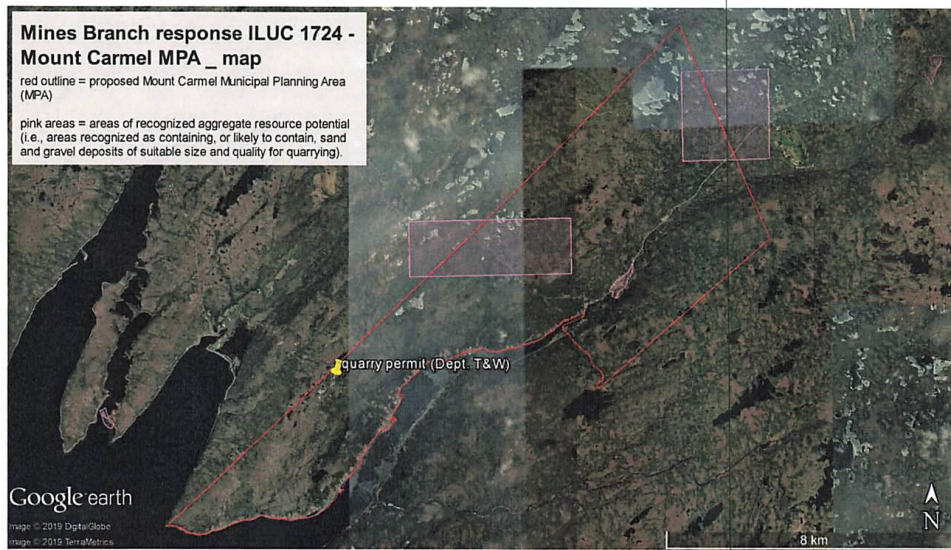 Mines Branch response ILUC 1724 -
Mount Carmel MPA _ map
red outline = proposed Mount Carmel Municipal Planning Area
(MPA)
pink areas = areas of recognized aggregate resource potential
(i.e., areas recognized as containing, or likely to contain, sand
and gravel deposits of suitable size and quality for quarrying).
quarry permit (Dept. T&W)
Google earth
Image © 2019 DigitalGlobe
Image © 2019 TerraMetrics
N
8 km